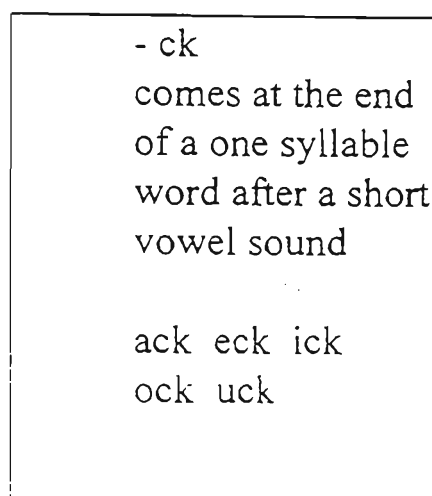 - ck
comes at the end
of a one syllable
word after a short
vowel sound
ack eck ick
ock uck